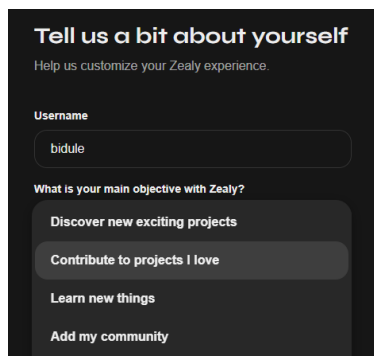 Tell us a bit about yourself
Help us customize your Zealy experience.
Username
bidule
What is your main objective with Zealy?
Discover new exciting projects
Contribute to projects I love
Learn new things
Add my community